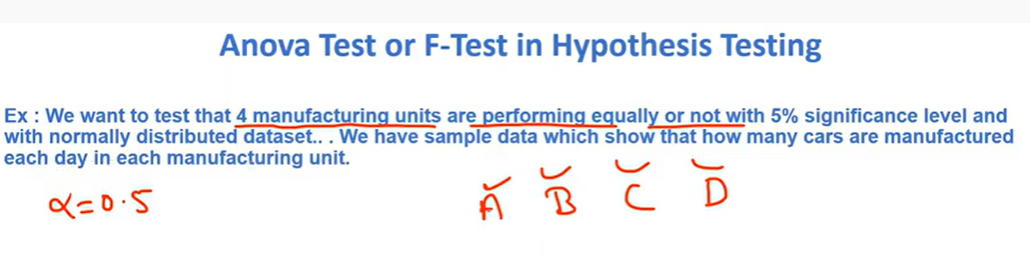 Anova Test or F-Test in Hypothesis Testing
Ex : We want to test that 4 manufacturing units are performing equally or not with 5% significance level and
with normally distributed dataset.. . We have sample data which show that how many cars are manufactured
each day in each manufacturing unit.
α=0.5 A B C D